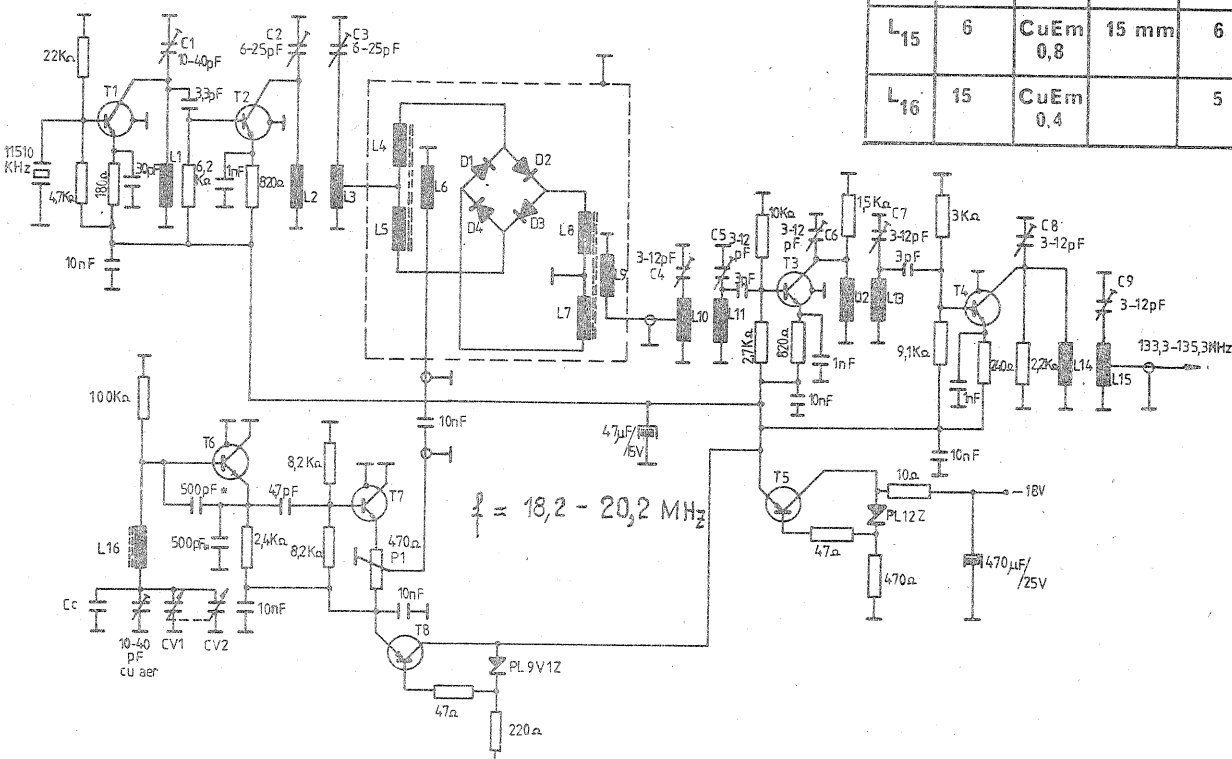 L15 6 CuEm 0,8 15 mm 6
L16 15 CuEm 0,4 5
22KΩ
C1
10-40pF
C2
6-25pF
C3
6-25pF
T1
3,3pF
T2
11510
KHz
4,7KΩ
180Ω
30pF
L1
6,2
KΩ
1nF
820Ω
L2
L3
10nF
L4
L5
L6
D1
D2
D4
D3
L8
L7
L9
3-12pF
C4
L10
C5
3-12
pF
3pF
L11
10KΩ
3-12
pF
C6
T3
1,5KΩ
C7
3-12pF
3pF
L12
L13
2,7KΩ
820Ω
1nF
10nF
3KΩ
C8
3-12pF
T4
9,1KΩ
1nF
240Ω
2,2KΩ
L14
C9
3-12pF
L15
133,3-135,3MHz
10nF
100KΩ
T6
500pF*
47pF
8,2KΩ
T7
10nF
47µF/
15V
f = 18,2 - 20,2 MHz
T5
10Ω
-18V
PL12Z
47Ω
470Ω
470µF/
25V
L16
500pF*
2,4KΩ
8,2KΩ
470Ω
P1
Cc
10-40
pF
cu aer
CV1
CV2
10nF
10nF
T8
PL9V1Z
47Ω
220Ω